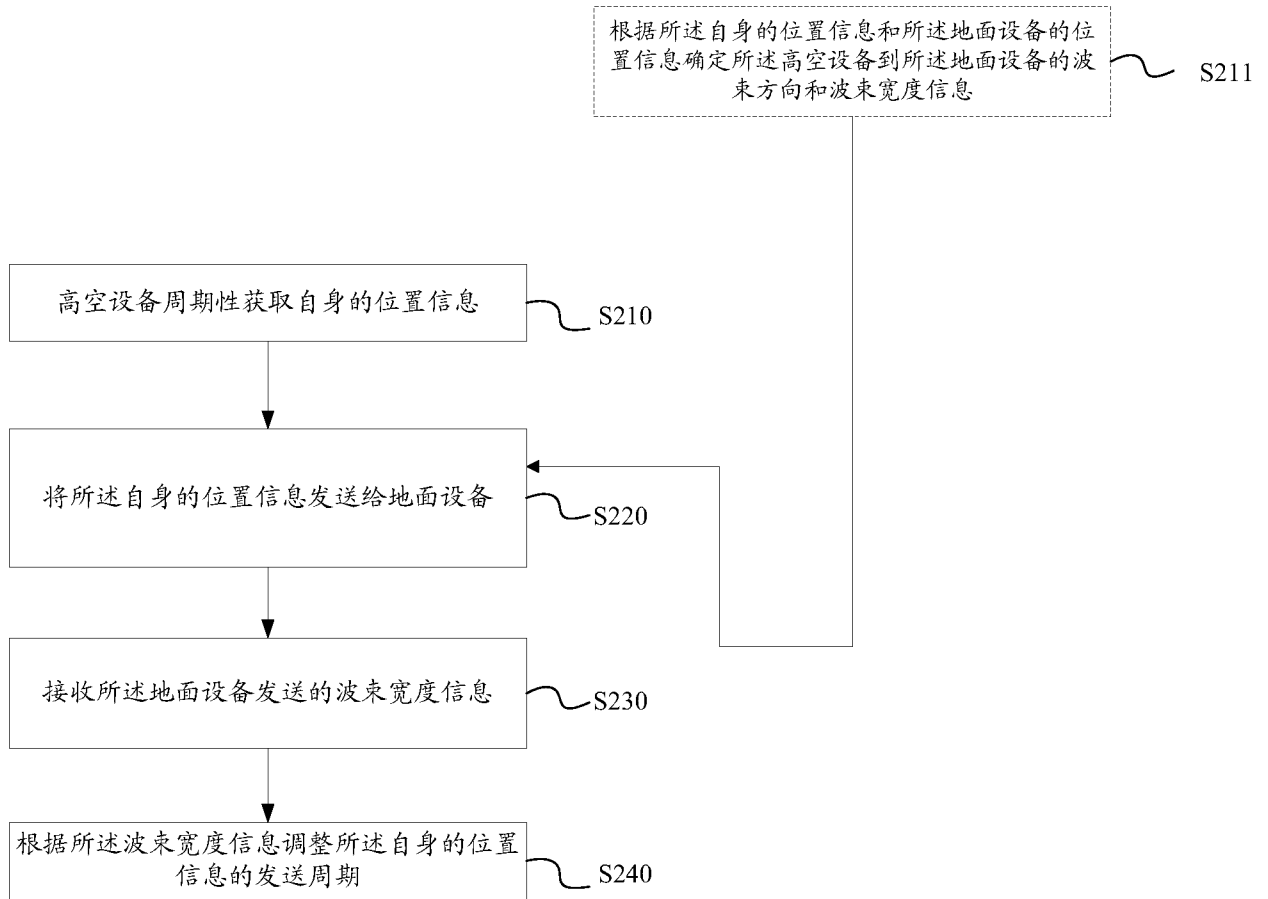 根据所述自身的位置信息和所述地面设备的位
置信息确定所述高空设备到所述地面设备的波
束方向和波束宽度信息
S211
高空设备周期性获取自身的位置信息
S210
将所述自身的位置信息发送给地面设备
S220
接收所述地面设备发送的波束宽度信息
S230
根据所述波束宽度信息调整所述自身的位置
信息的发送周期
S240